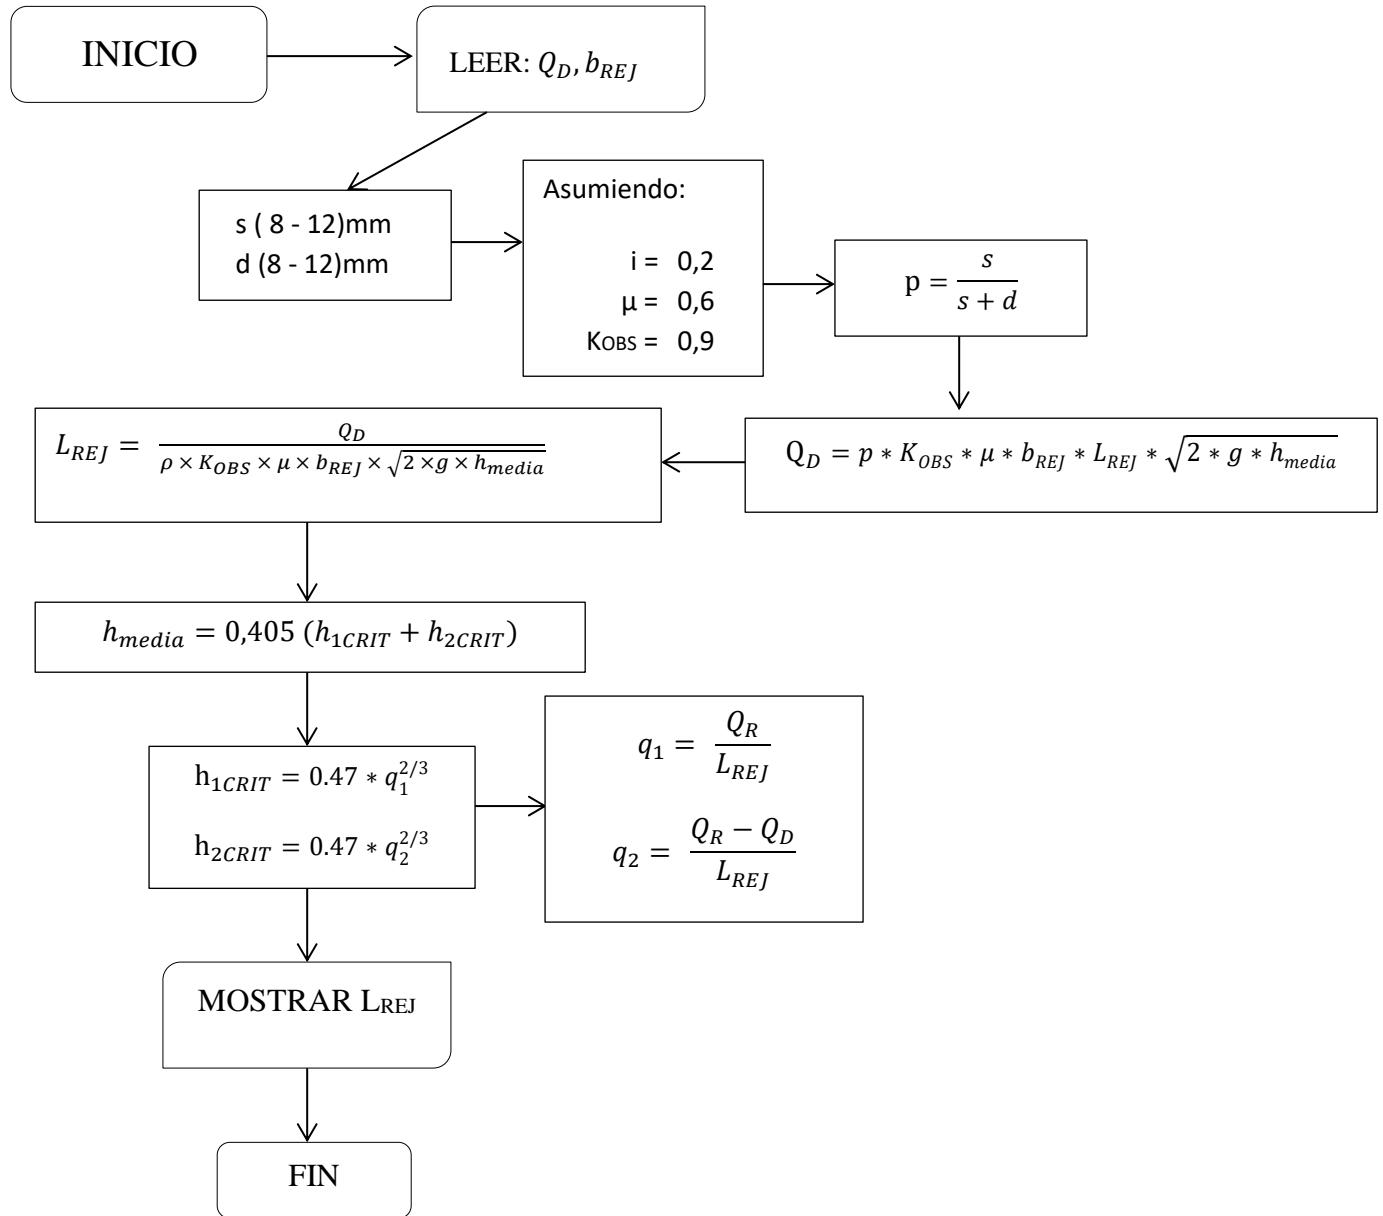 INICIO
LEER: Q_D, b_REJ
s ( 8 - 12)mm
d (8 - 12)mm
Asumiendo:
i = 0,2
μ = 0,6
KOBS = 0,9
p = s / (s + d)
Q_D = p * K_OBS * μ * b_REJ * L_REJ * √(2 * g * h_media)
L_REJ = Q_D / (ρ × K_OBS × μ × b_REJ × √(2 × g × h_media))
h_media = 0,405 (h_1CRIT + h_2CRIT)
h_1CRIT = 0.47 * q_1^2/3
h_2CRIT = 0.47 * q_2^2/3
q_1 = Q_R / L_REJ
q_2 = (Q_R − Q_D) / L_REJ
MOSTRAR LREJ
FIN